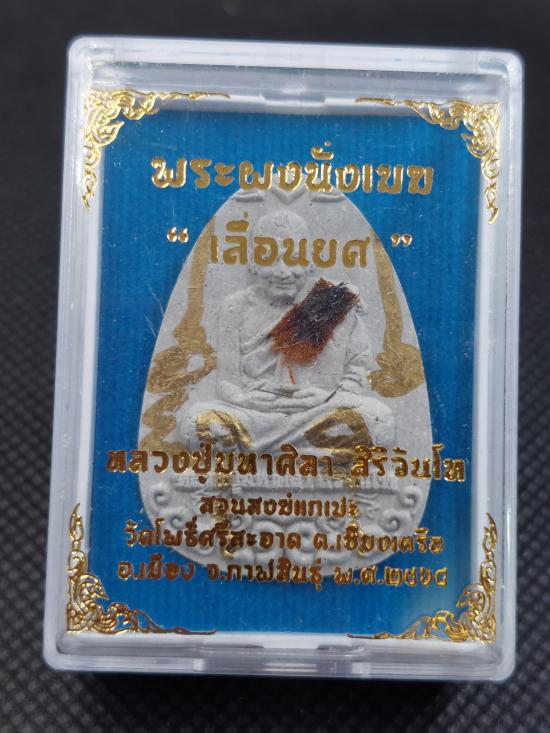 พระผงนั่งเมฆ
“ เลื่อนยศ ”
หลวงปู่มหาศิลา สิริจันโท
สวนสงฆ์แกเปะ
วัดโพธิ์ศรีสะอาด ต.เชียงเครือ
อ.เมือง จ.กาฬสินธุ์ พ.ศ.๒๕๖๔